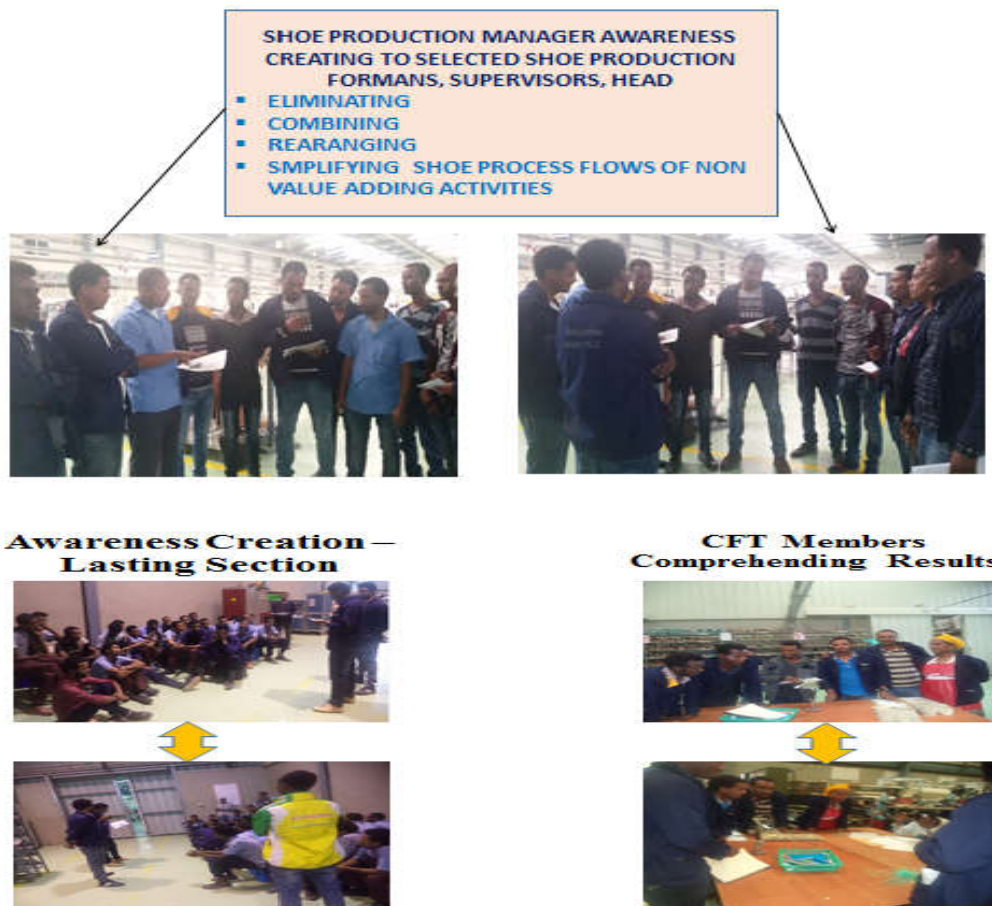 SHOE PRODUCTION MANAGER AWARENESS
CREATING TO SELECTED SHOE PRODUCTION
FORMANS, SUPERVISORS, HEAD
▪ ELIMINATING
▪ COMBINING
▪ REARANGING
▪ SMPLIFYING SHOE PROCESS FLOWS OF NON
VALUE ADDING ACTIVITIES
Awareness Creation –
Lasting Section
CFT Members
Comprehending Results